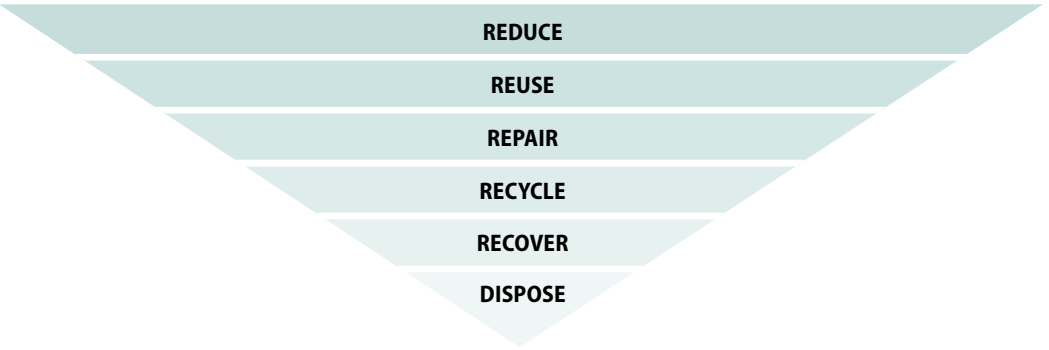 REDUCE
REUSE
REPAIR
RECYCLE
RECOVER
DISPOSE